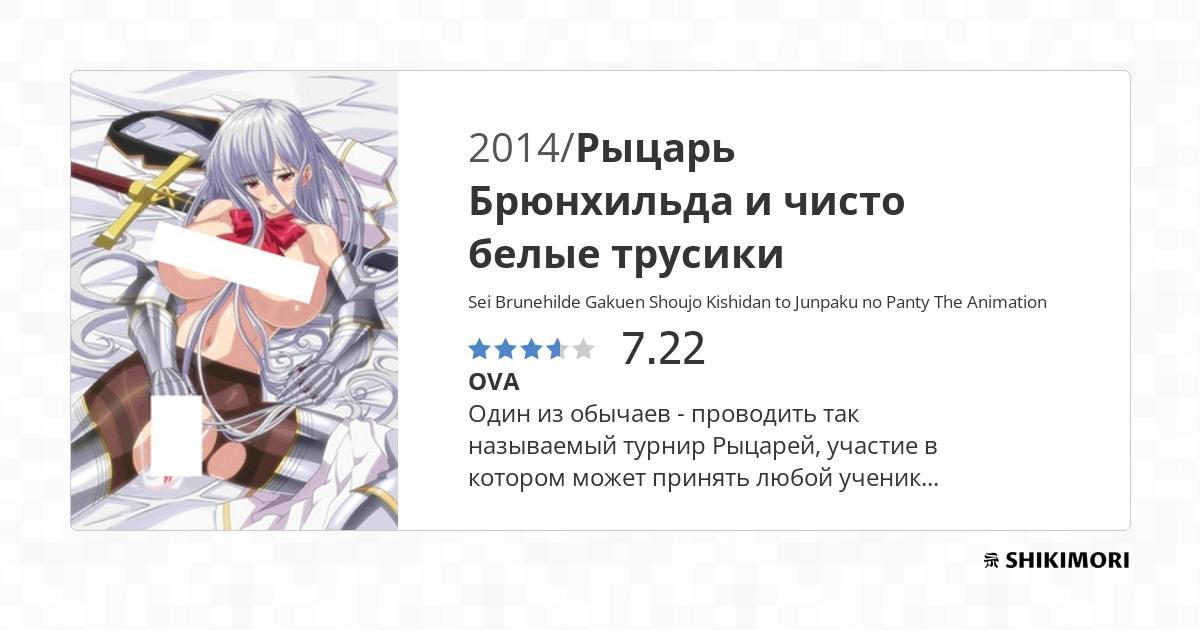 2014/Рыцарь
Брюнхильда и чисто
белые трусики
Sei Brunehilde Gakuen Shoujo Kishidan to Junpaku no Panty The Animation
7.22
OVA
Один из обычаев - проводить так
называемый турнир Рыцарей, участие в
котором может принять любой ученик...
SHIKIMORI